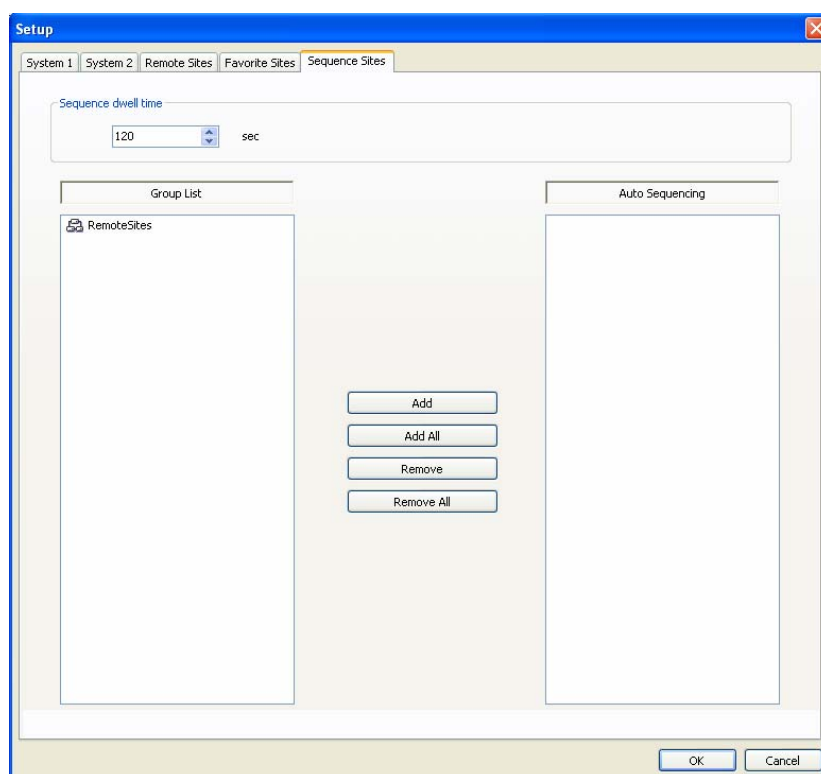 Setup
System 1 System 2 Remote Sites Favorite Sites Sequence Sites
Sequence dwell time
120 sec
Group List Auto Sequencing
RemoteSites
Add
Add All
Remove
Remove All
OK Cancel